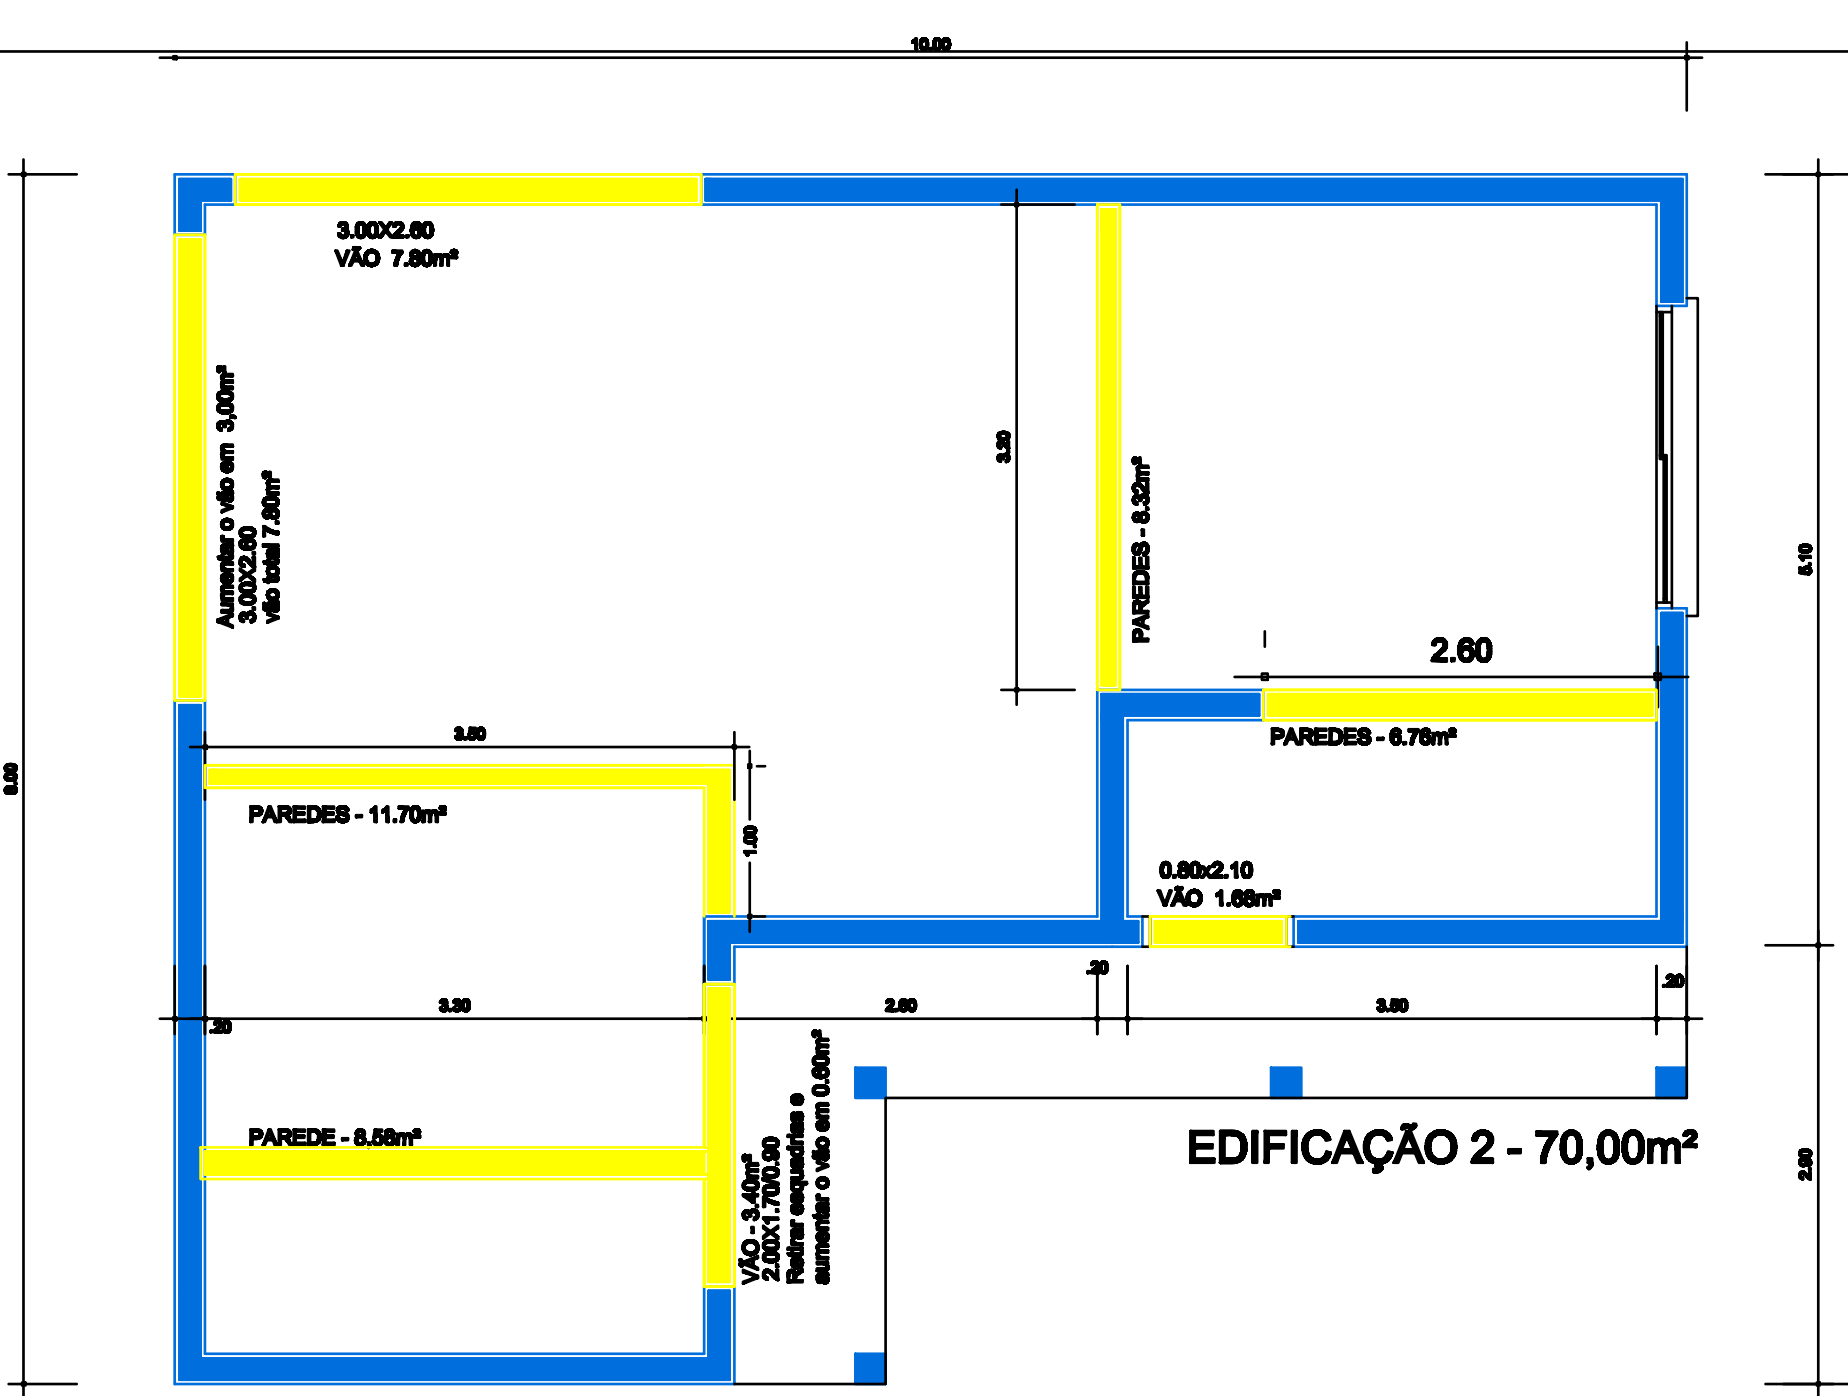 10.00
3.00X2.60
VÃO 7.80m²
Aumentar o vão em 3,00m²
3.00X2.60
vão total 7.80m²
3.20
PAREDES - 8.32m²
5.10
2.60
PAREDES - 6.76m²
3.50
8.00
PAREDES - 11.70m²
1.00
0.80x2.10
VÃO 1.68m²
.20
.20
3.30
.20
2.60
3.50
PAREDE - 8.58m²
VÃO - 3.40m²
2.00X1.70/0.90
Retirar esquadrias e
aumentar o vão em 0.60m²
EDIFICAÇÃO 2 - 70,00m²
2.90